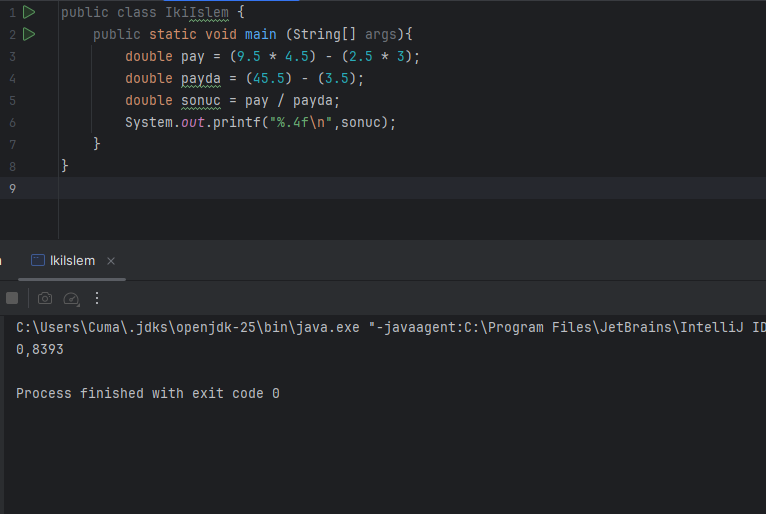 1 public class IkiIslem {
2 public static void main (String[] args){
3 double pay = (9.5 * 4.5) - (2.5 * 3);
4 double payda = (45.5) - (3.5);
5 double sonuc = pay / payda;
6 System.out.printf("%.4f\n",sonuc);
7 }
8 }
9
IkiIslem ×
C:\Users\Cuma\.jdks\openjdk-25\bin\java.exe "-javaagent:C:\Program Files\JetBrains\IntelliJ ID
0,8393
Process finished with exit code 0